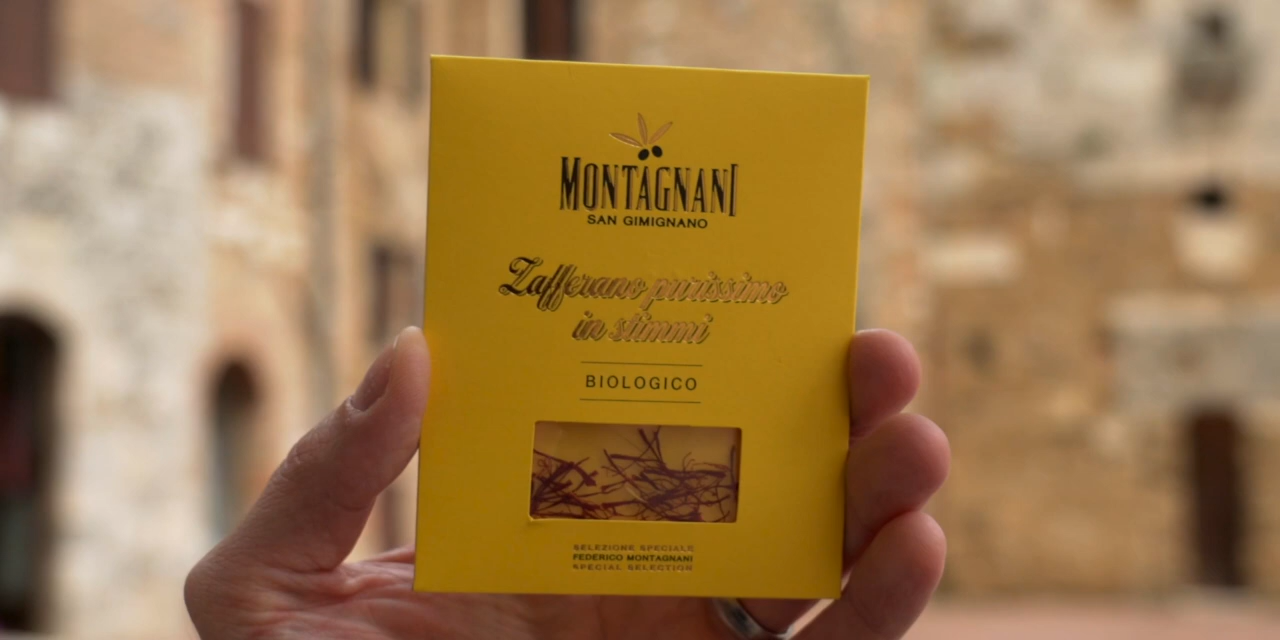 MONTAGNANI
SAN GIMIGNANO
Zafferano purissimo
in stimmi
BIOLOGICO
SELEZIONE SPECIALE
FEDERICO MONTAGNANI
SPECIAL SELECTION